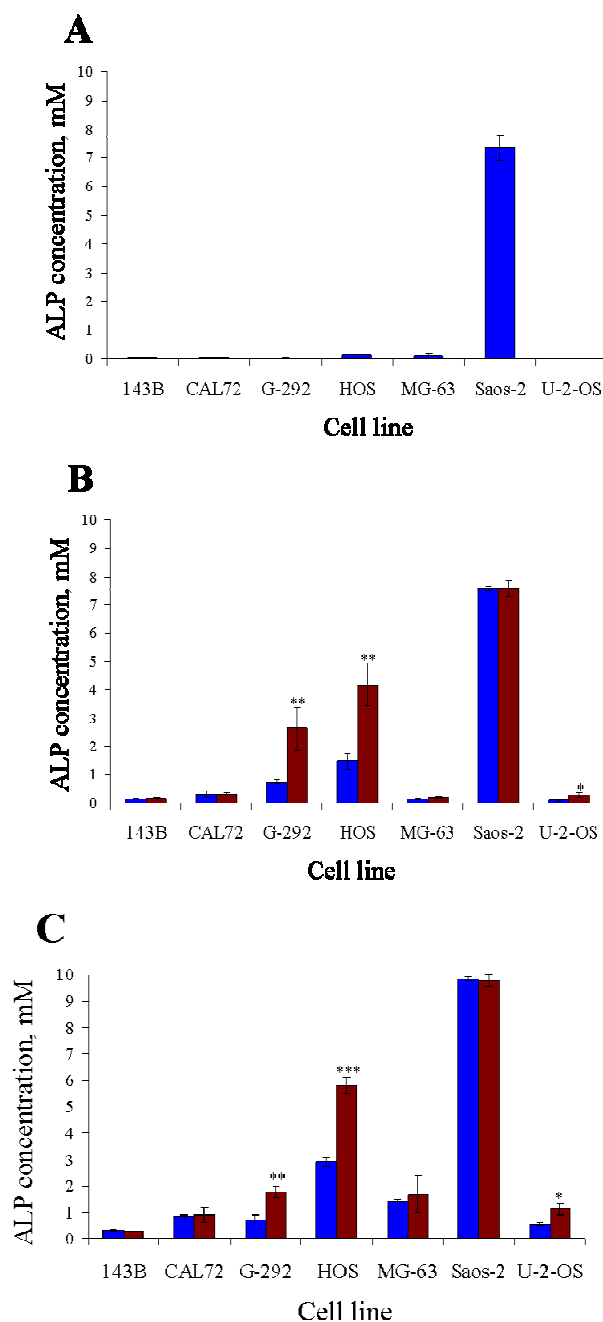 A
ALP concentration, mM
10
9
8
7
6
5
4
3
2
1
0
143B CAL72 G-292 HOS MG-63 Saos-2 U-2-OS
Cell line
B
ALP concentration, mM
10
9
8
7
6
5
4
3
2
1
0
** ** *
143B CAL72 G-292 HOS MG-63 Saos-2 U-2-OS
Cell line
C
ALP concentration, mM
10
9
8
7
6
5
4
3
2
1
0
** *** *
143B CAL72 G-292 HOS MG-63 Saos-2 U-2-OS
Cell line